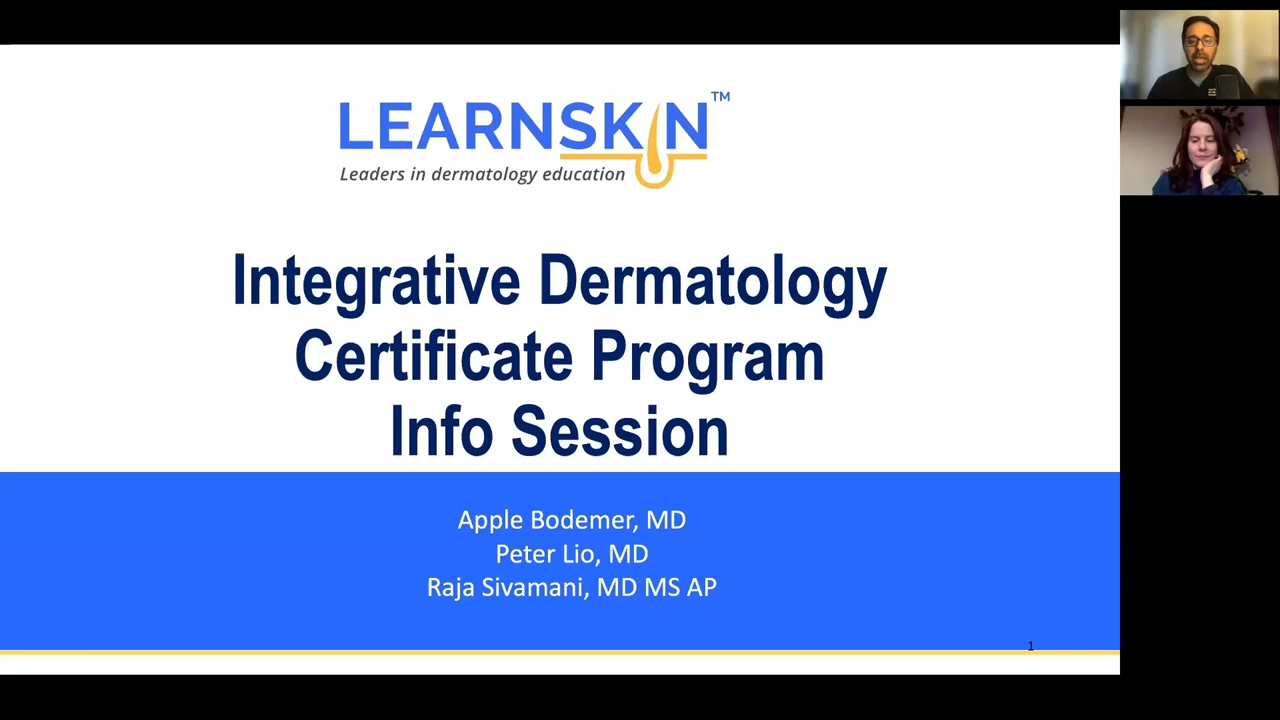 LEARNSKIN™
Leaders in dermatology education
Integrative Dermatology
Certificate Program
Info Session
Apple Bodemer, MD
Peter Lio, MD
Raja Sivamani, MD MS AP
1